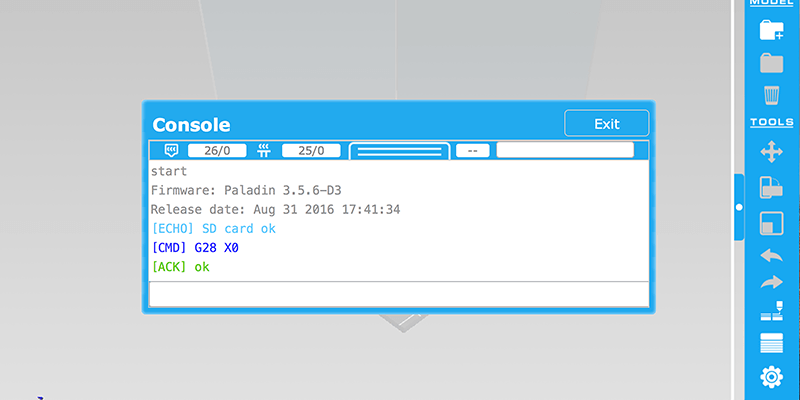 MODEL
Console
Exit
26/0
25/0
--
start
Firmware: Paladin 3.5.6-D3
Release date: Aug 31 2016 17:41:34
[ECHO] SD card ok
[CMD] G28 X0
[ACK] ok
TOOLS